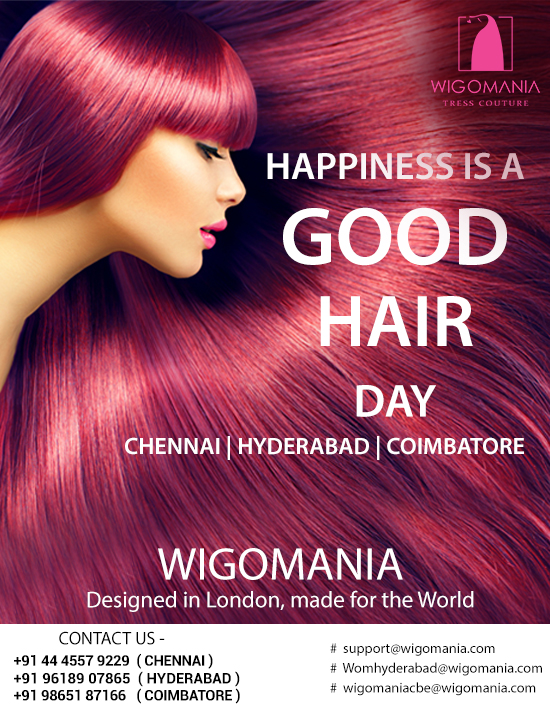 WIGOMANIA
TRESS COUTURE
HAPPINESS IS A
GOOD
HAIR
DAY
CHENNAI | HYDERABAD | COIMBATORE
WIGOMANIA
Designed in London, made for the World
CONTACT US -
+91 44 4557 9229 ( CHENNAI )
+91 96189 07865 ( HYDERABAD )
+91 98651 87166 ( COIMBATORE )
# support@wigomania.com
# Womhyderabad@wigomania.com
# wigomaniacbe@wigomania.com